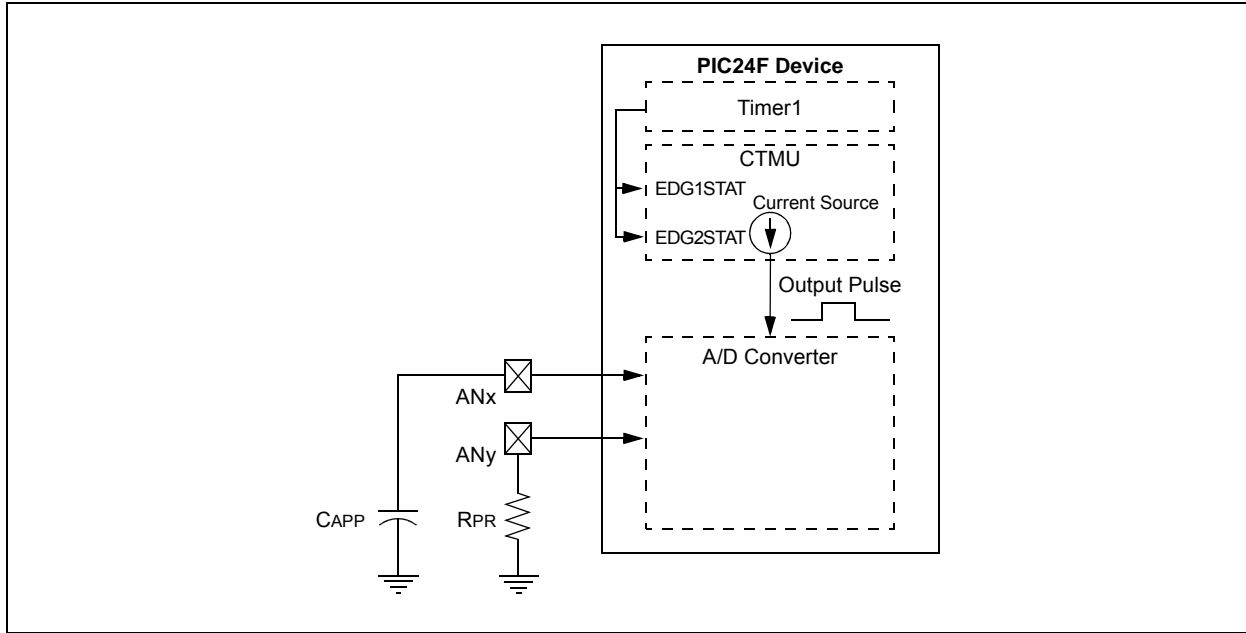 PIC24F Device
Timer1
CTMU
EDG1STAT
Current Source
EDG2STAT
Output Pulse
A/D Converter
ANx
ANy
CAPP
RPR